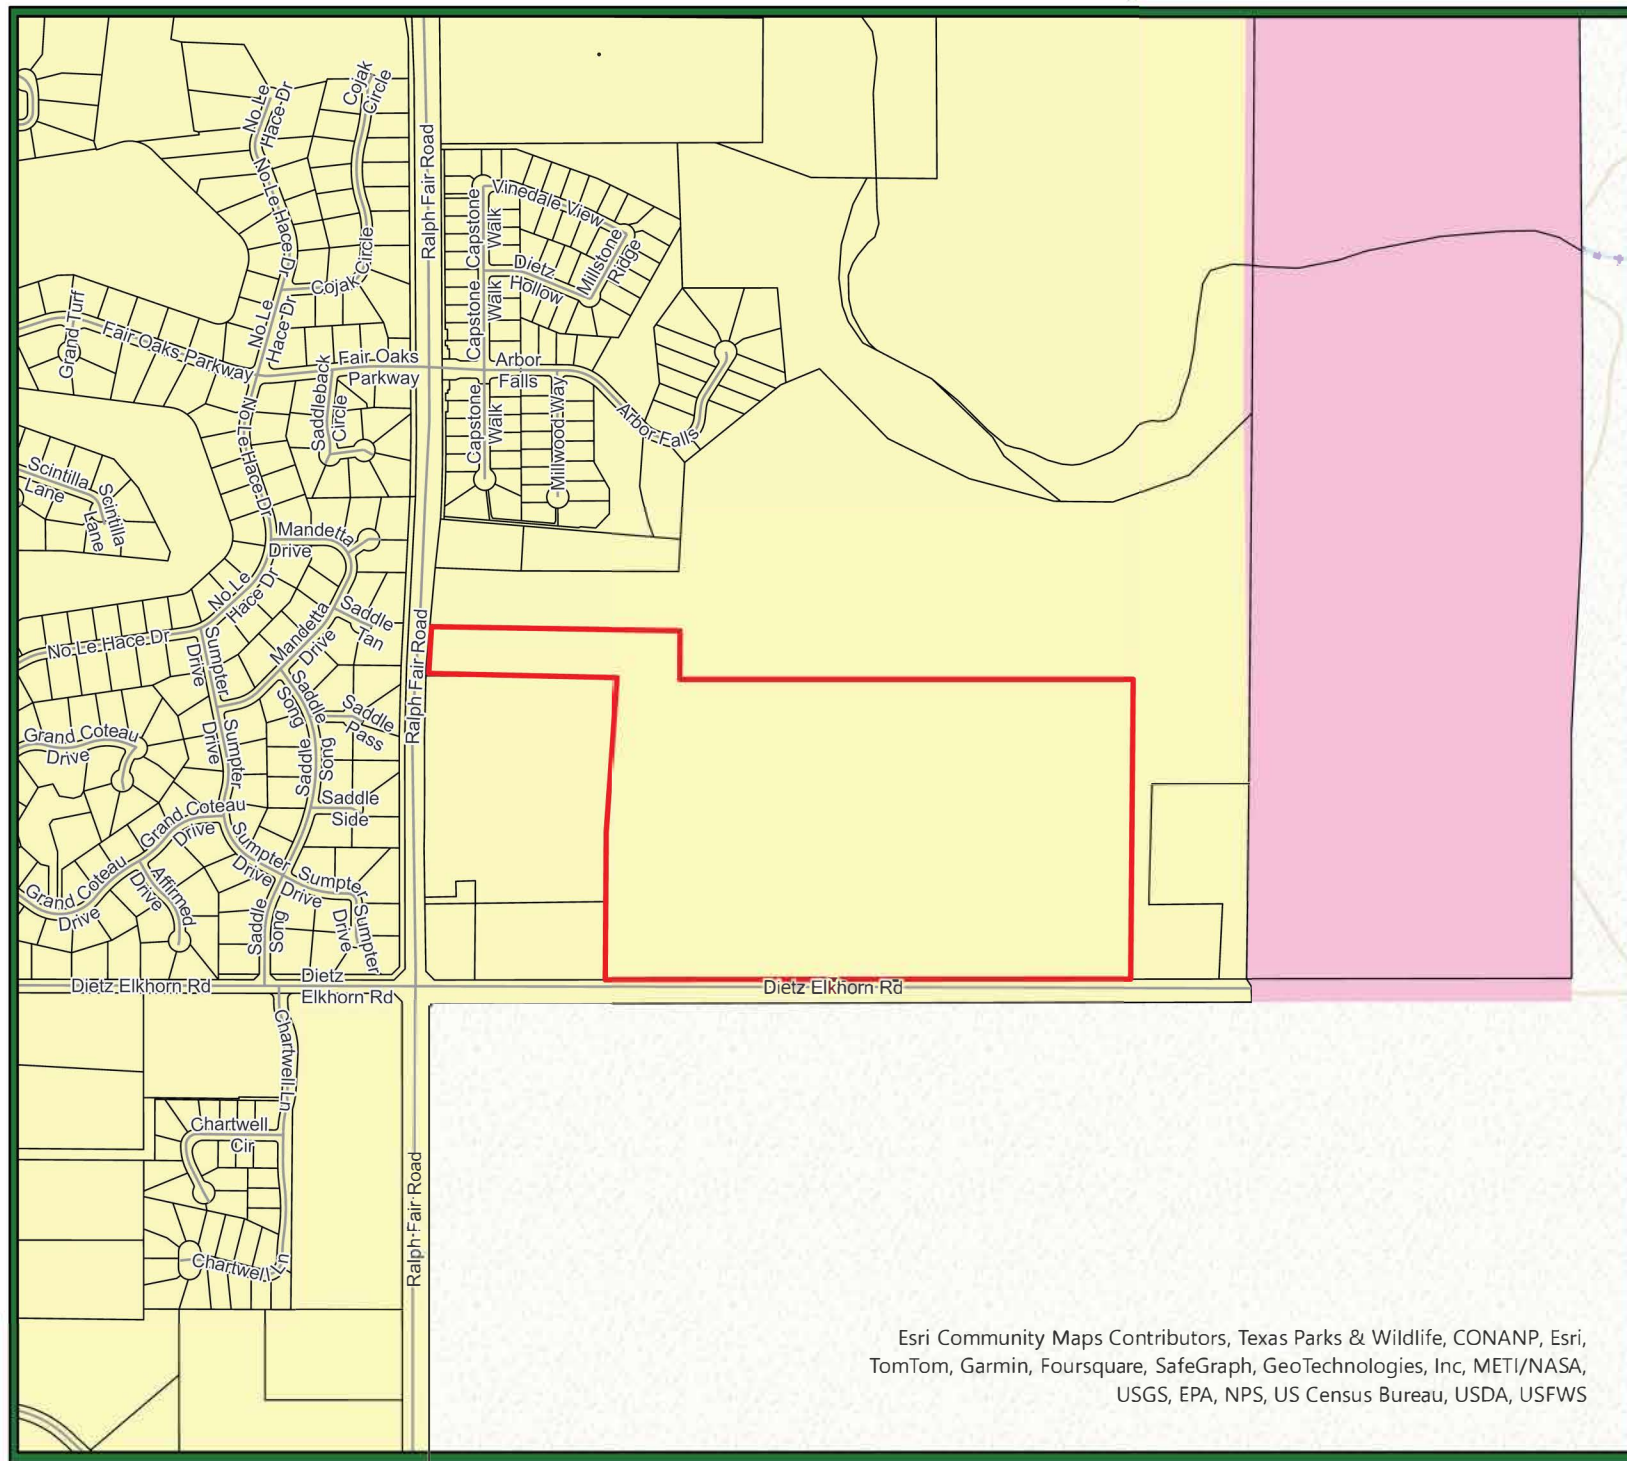 No Le
Hace Dr
Cojak
Circle
No Le Hace Dr
Cojak Circle
No Le
Hace Dr
Ralph Fair Road
Capstone
Walk
Vinedale View
Millstone
Ridge
Dietz
Hollow
Capstone
Walk
Grand Turf
Fair Oaks Parkway
Fair Oaks
Parkway
Saddleback
Circle
Arbor
Falls
Capstone
Walk
Millwood Way
Arbor Falls
No Le Hace Dr
Scintilla
Lane
Scintilla
Lane
Mandetta
Drive
No Le
Hace Dr
Saddle
Tan
Mandetta
Drive
Ralph Fair Road
No Le Hace Dr
Sumpter
Drive
Saddle
Song
Saddle
Pass
Grand Coteau
Drive
Sumpter
Drive
Saddle
Song
Saddle
Side
Grand Coteau
Drive
Sumpter
Drive
Sumpter
Drive
Grand Coteau
Drive
Affirmed
Drive
Saddle
Song
Sumpter
Drive
Dietz Elkhorn Rd
Dietz
Elkhorn Rd
Dietz Elkhorn Rd
Chartwell Ln
Chartwell
Cir
Chartwell Ln
Ralph Fair Road
Esri Community Maps Contributors, Texas Parks & Wildlife, CONANP, Esri,
TomTom, Garmin, Foursquare, SafeGraph, GeoTechnologies, Inc, METI/NASA,
USGS, EPA, NPS, US Census Bureau, USDA, USFWS